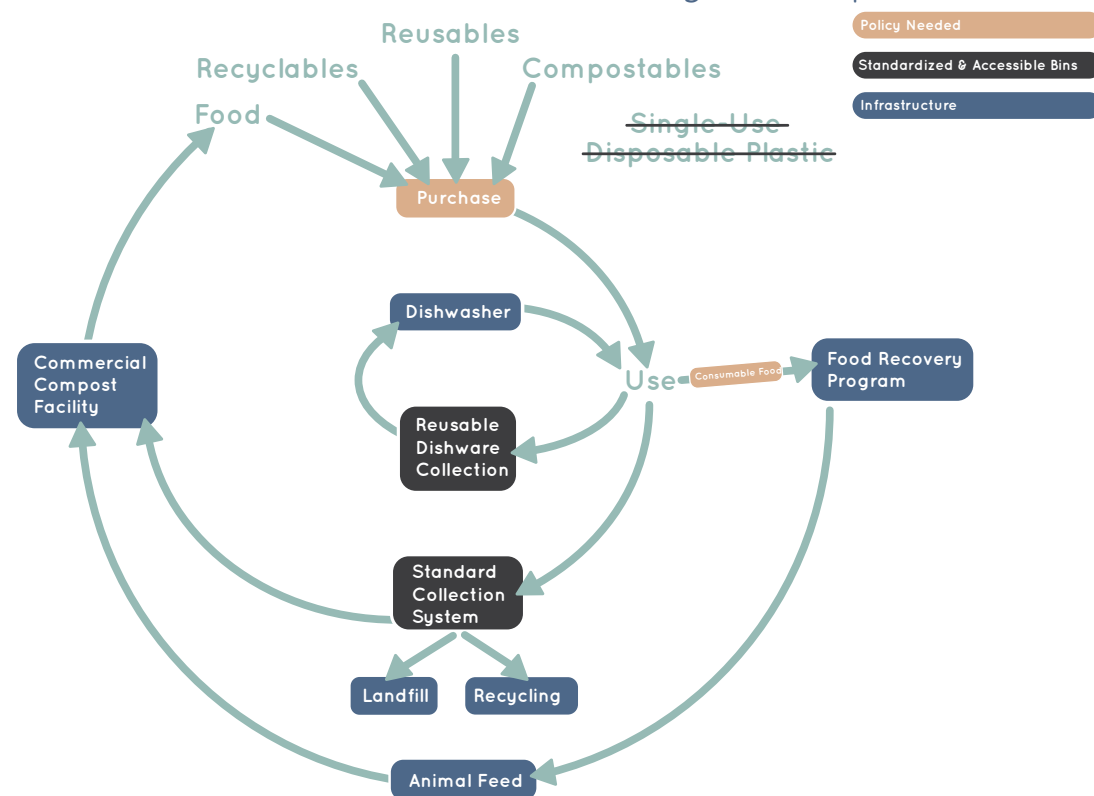 Reusables
Policy Needed
Standardized & Accessible Bins
Infrastructure
Recyclables
Compostables
Food
Single-Use
Disposable Plastic
Purchase
Dishwasher
Use
Consumable Food
Food Recovery
Program
Commercial
Compost
Facility
Reusable
Dishware
Collection
Standard
Collection
System
Landfill
Recycling
Animal Feed